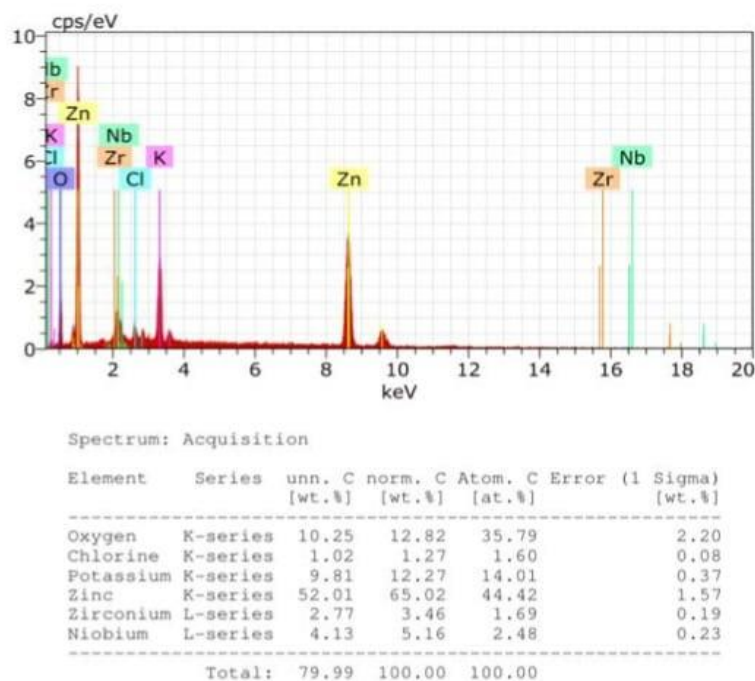 cps/eV
10
Zn
8
Nb
Zr
K
6
Cl
O
Zn
Zr
Nb
4
2
0
2 4 6 8 10 12 14 16 18 20
keV
Spectrum: Acquisition
Element Series unn. C norm. C Atom. C Error (1 Sigma)
[wt.%] [wt.%] [at.%] [wt.%]
Oxygen K-series 10.25 12.82 35.79 2.20
Chlorine K-series 1.02 1.27 1.60 0.08
Potassium K-series 9.81 12.27 14.01 0.37
Zinc K-series 52.01 65.02 44.42 1.57
Zirconium L-series 2.77 3.46 1.69 0.19
Niobium L-series 4.13 5.16 2.48 0.23
Total: 79.99 100.00 100.00